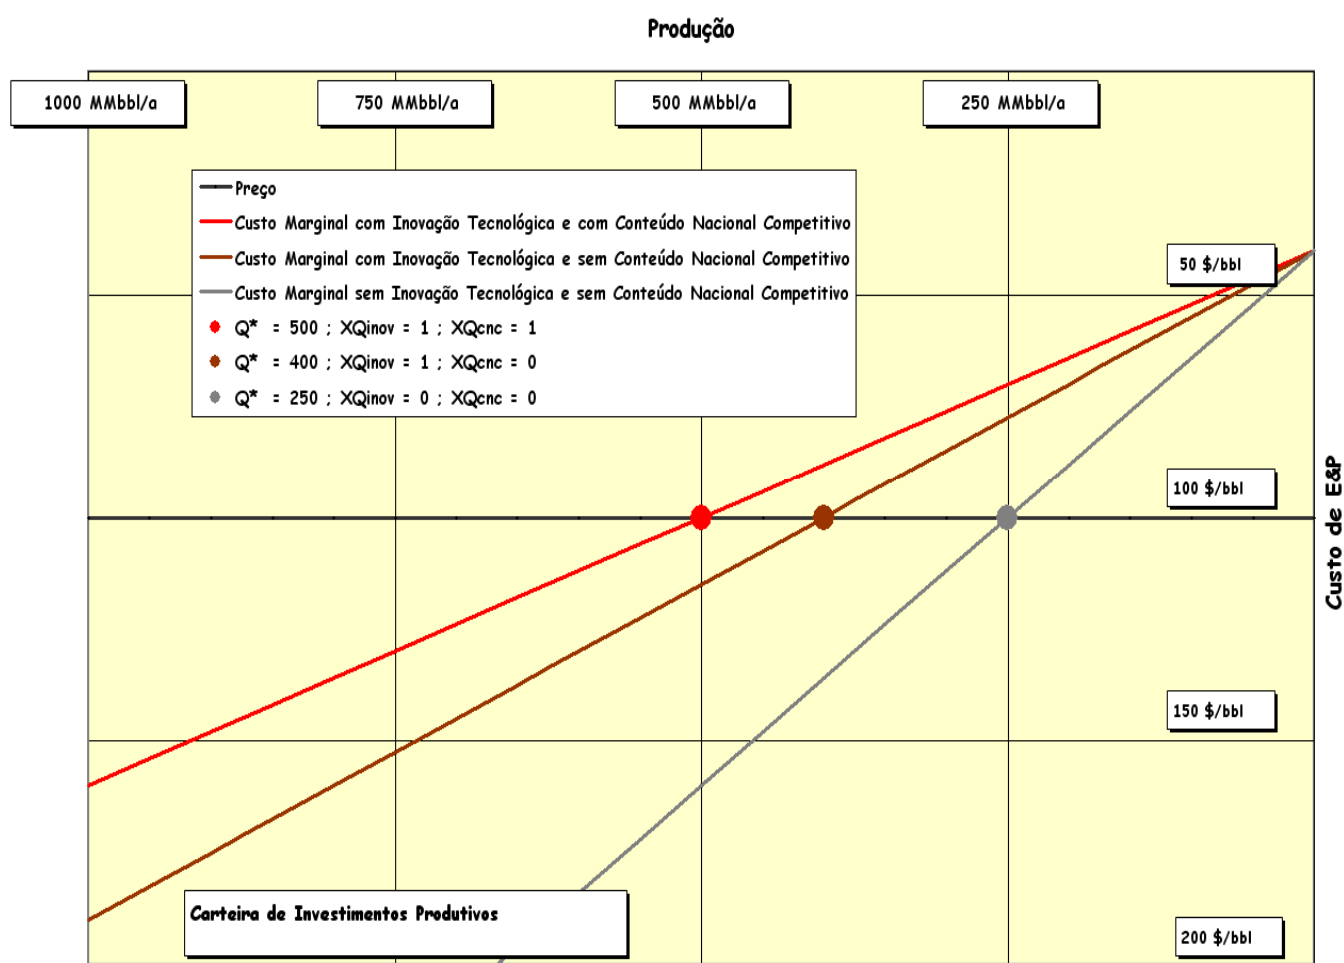 Produção
1000 MMbbl/a
750 MMbbl/a
500 MMbbl/a
250 MMbbl/a
Preço
Custo Marginal com Inovação Tecnológica e com Conteúdo Nacional Competitivo
Custo Marginal com Inovação Tecnológica e sem Conteúdo Nacional Competitivo
Custo Marginal sem Inovação Tecnológica e sem Conteúdo Nacional Competitivo
Q* = 500 ; XQinov = 1 ; XQcnc = 1
Q* = 400 ; XQinov = 1 ; XQcnc = 0
Q* = 250 ; XQinov = 0 ; XQcnc = 0
50 $/bbl
100 $/bbl
150 $/bbl
200 $/bbl
Custo de E&P
Carteira de Investimentos Produtivos